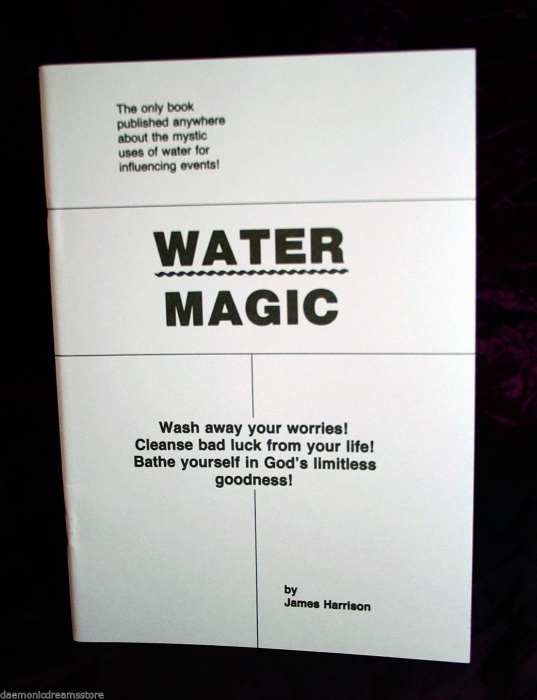 The only book
published anywhere
about the mystic
uses of water for
influencing events!
WATER
MAGIC
Wash away your worries!
Cleanse bad luck from your life!
Bathe yourself in God's limitless
goodness!
by
James Harrison
daemonicdreamsstore